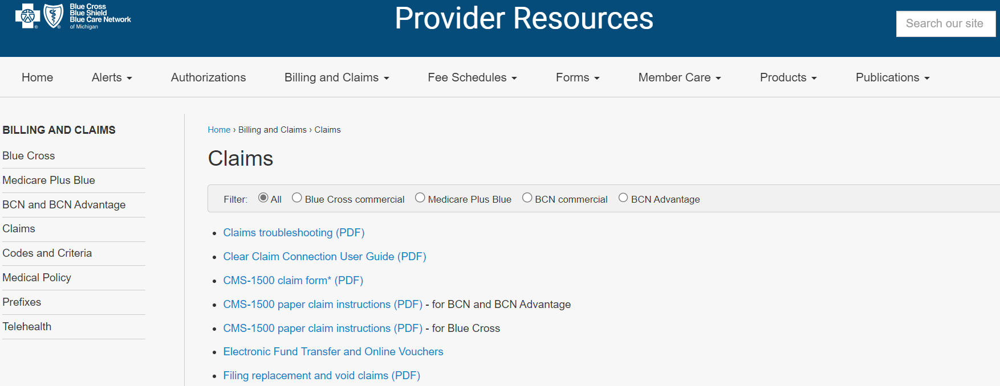 Blue Cross
Blue Shield
Blue Care Network
of Michigan
Provider Resources
Search our site
Home Alerts Authorizations Billing and Claims Fee Schedules Forms Member Care Products Publications
BILLING AND CLAIMS
Blue Cross
Medicare Plus Blue
BCN and BCN Advantage
Claims
Codes and Criteria
Medical Policy
Prefixes
Telehealth
Home › Billing and Claims › Claims
Claims
Filter: All Blue Cross commercial Medicare Plus Blue BCN commercial BCN Advantage
• Claims troubleshooting (PDF)
• Clear Claim Connection User Guide (PDF)
• CMS-1500 claim form* (PDF)
• CMS-1500 paper claim instructions (PDF) - for BCN and BCN Advantage
• CMS-1500 paper claim instructions (PDF) - for Blue Cross
• Electronic Fund Transfer and Online Vouchers
• Filing replacement and void claims (PDF)